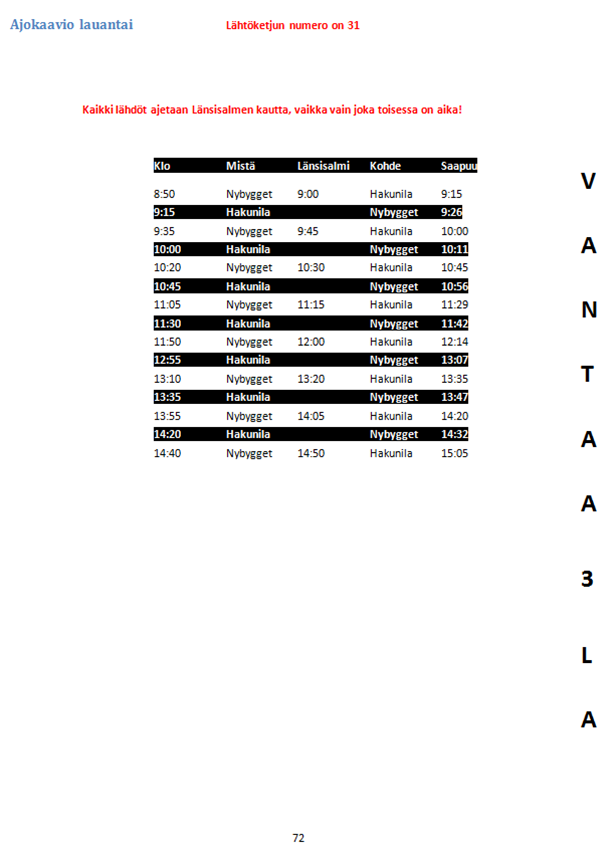 Ajokaavio lauantai Lähtöketjun numero on 31
Kaikki lähdöt ajetaan Länsisalmen kautta, vaikka vain joka toisessa on aika!
Klo Mistä Länsisalmi Kohde Saapuu
8:50 Nybygget 9:00 Hakunila 9:15
9:15 Hakunila Nybygget 9:26
9:35 Nybygget 9:45 Hakunila 10:00
10:00 Hakunila Nybygget 10:11
10:20 Nybygget 10:30 Hakunila 10:45
10:45 Hakunila Nybygget 10:56
11:05 Nybygget 11:15 Hakunila 11:29
11:30 Hakunila Nybygget 11:42
11:50 Nybygget 12:00 Hakunila 12:14
12:55 Hakunila Nybygget 13:07
13:10 Nybygget 13:20 Hakunila 13:35
13:35 Hakunila Nybygget 13:47
13:55 Nybygget 14:05 Hakunila 14:20
14:20 Hakunila Nybygget 14:32
14:40 Nybygget 14:50 Hakunila 15:05
V
A
N
T
A
A
3
L
A
72